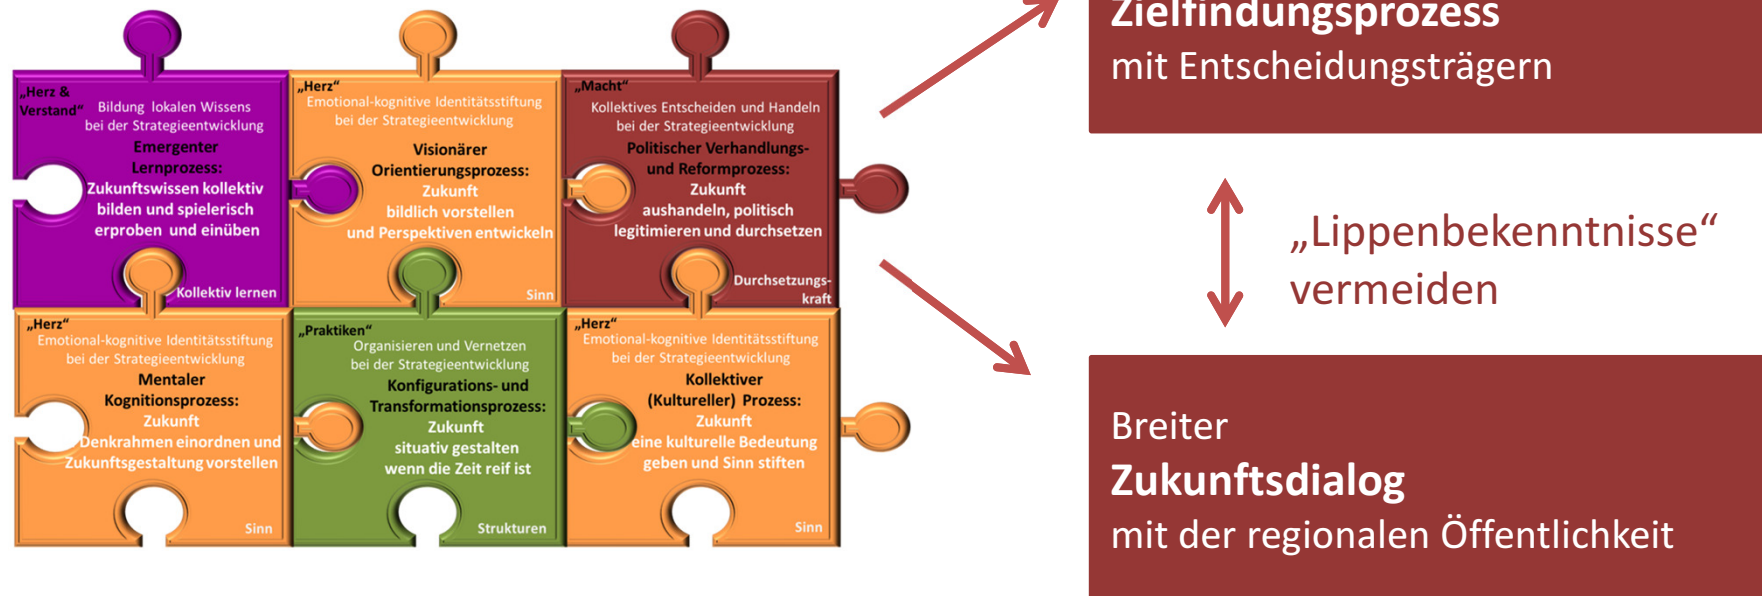 „Herz &
Verstand“
Bildung lokalen Wissens
bei der Strategieentwicklung
Emergenter
Lernprozess:
Zukunftswissen kollektiv
bilden und spielerisch
erproben und einüben
Kollektiv lernen
„Herz“
Emotional-kognitive Identitätsstiftung
bei der Strategieentwicklung
Visionärer
Orientierungsprozess:
Zukunft
bildlich vorstellen
und Perspektiven entwickeln
Sinn
„Macht“
Kollektives Entscheiden und Handeln
bei der Strategieentwicklung
Politischer Verhandlungs-
und Reformprozess:
Zukunft
aushandeln, politisch
legitimieren und durchsetzen
Durchsetzungs-
kraft
„Herz“
Emotional-kognitive Identitätsstiftung
bei der Strategieentwicklung
Mentaler
Kognitionsprozess:
Zukunft
Denkrahmen einordnen und
Zukunftsgestaltung vorstellen
Sinn
„Praktiken“
Organisieren und Vernetzen
bei der Strategieentwicklung
Konfigurations- und
Transformationsprozess:
Zukunft
situativ gestalten
wenn die Zeit reif ist
Strukturen
„Herz“
Emotional-kognitive Identitätsstiftung
bei der Strategieentwicklung
Kollektiver
(Kultureller) Prozess:
Zukunft
eine kulturelle Bedeutung
geben und Sinn stiften
Sinn
Zielfindungsprozess
mit Entscheidungsträgern
„Lippenbekenntnisse“
vermeiden
Breiter
Zukunftsdialog
mit der regionalen Öffentlichkeit